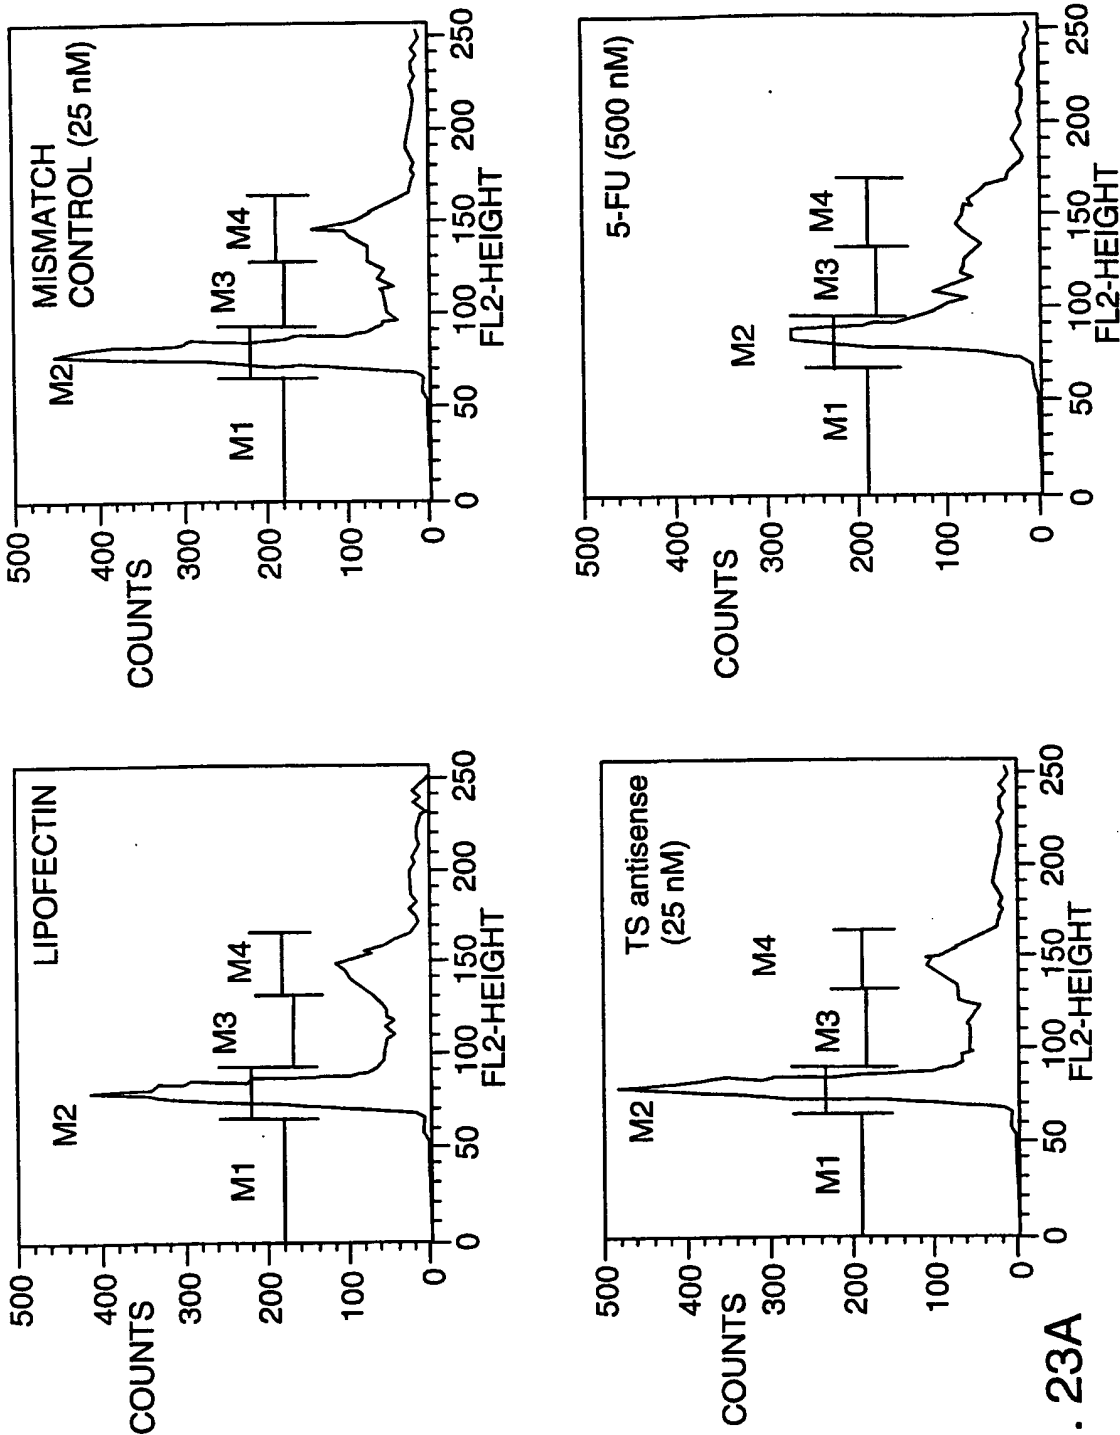 LIPOFECTIN
500
400
300
200
100
0
COUNTS
M1
M2
M3
M4
0
50
100
150
200
250
FL2-HEIGHT
MISMATCH
CONTROL (25 nM)
500
400
300
200
100
0
COUNTS
M1
M2
M3
M4
0
50
100
150
200
250
FL2-HEIGHT
TS antisense
(25 nM)
500
400
300
200
100
0
COUNTS
M1
M2
M3
M4
0
50
100
150
200
250
FL2-HEIGHT
5-FU (500 nM)
500
400
300
200
100
0
COUNTS
M1
M2
M3
M4
0
50
100
150
200
250
FL2-HEIGHT
. 23A